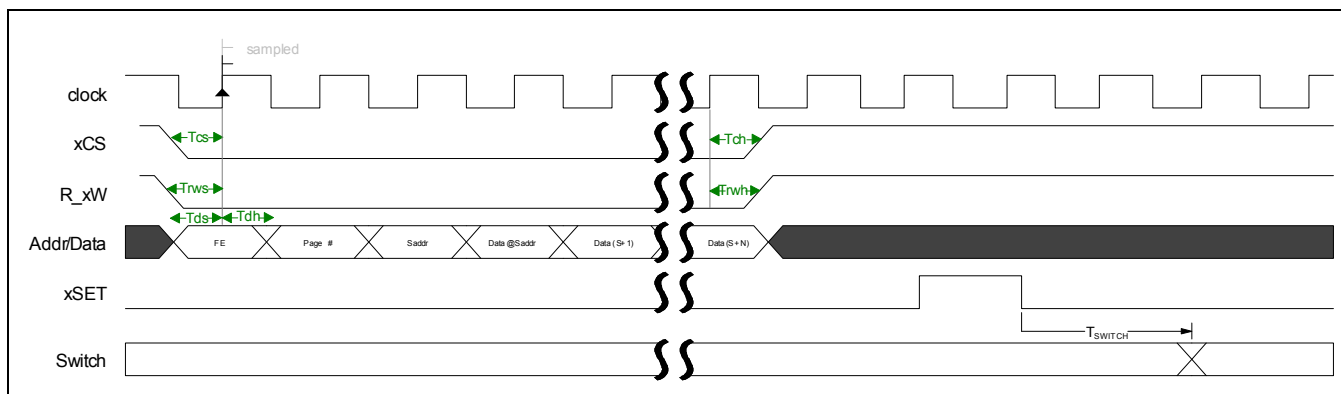 sampled
clock
Tcs
Tch
xCS
Trws
Trwh
R_xW
Tds Tdh
Addr/Data FE Page # Saddr Data @Saddr Data (S+1) Data (S+N)
xSET
TSWITCH
Switch